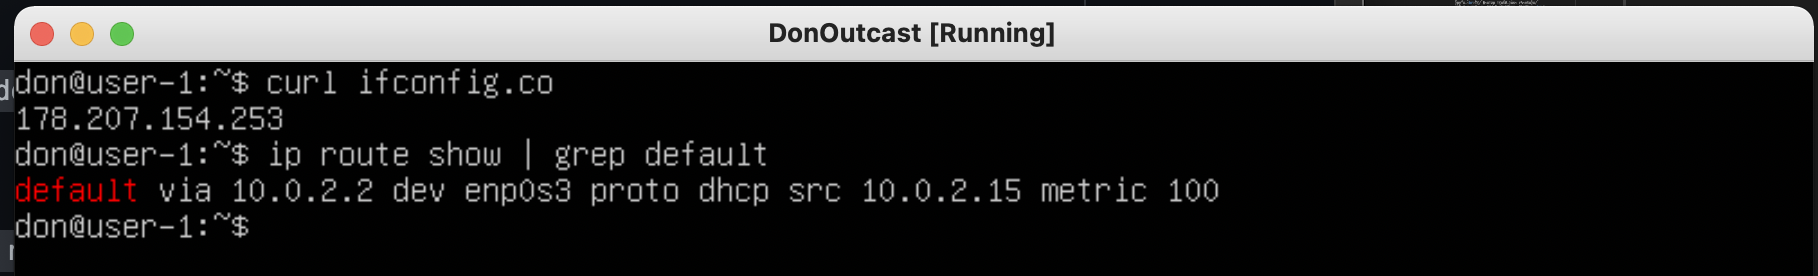 DonOutcast [Running]
don@user-1:~$ curl ifconfig.co
178.207.154.253
don@user-1:~$ ip route show | grep default
default via 10.0.2.2 dev enp0s3 proto dhcp src 10.0.2.15 metric 100
don@user-1:~$